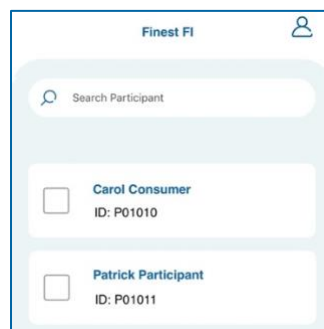 Finest FI
Search Participant
Carol Consumer
ID: P01010
Patrick Participant
ID: P01011